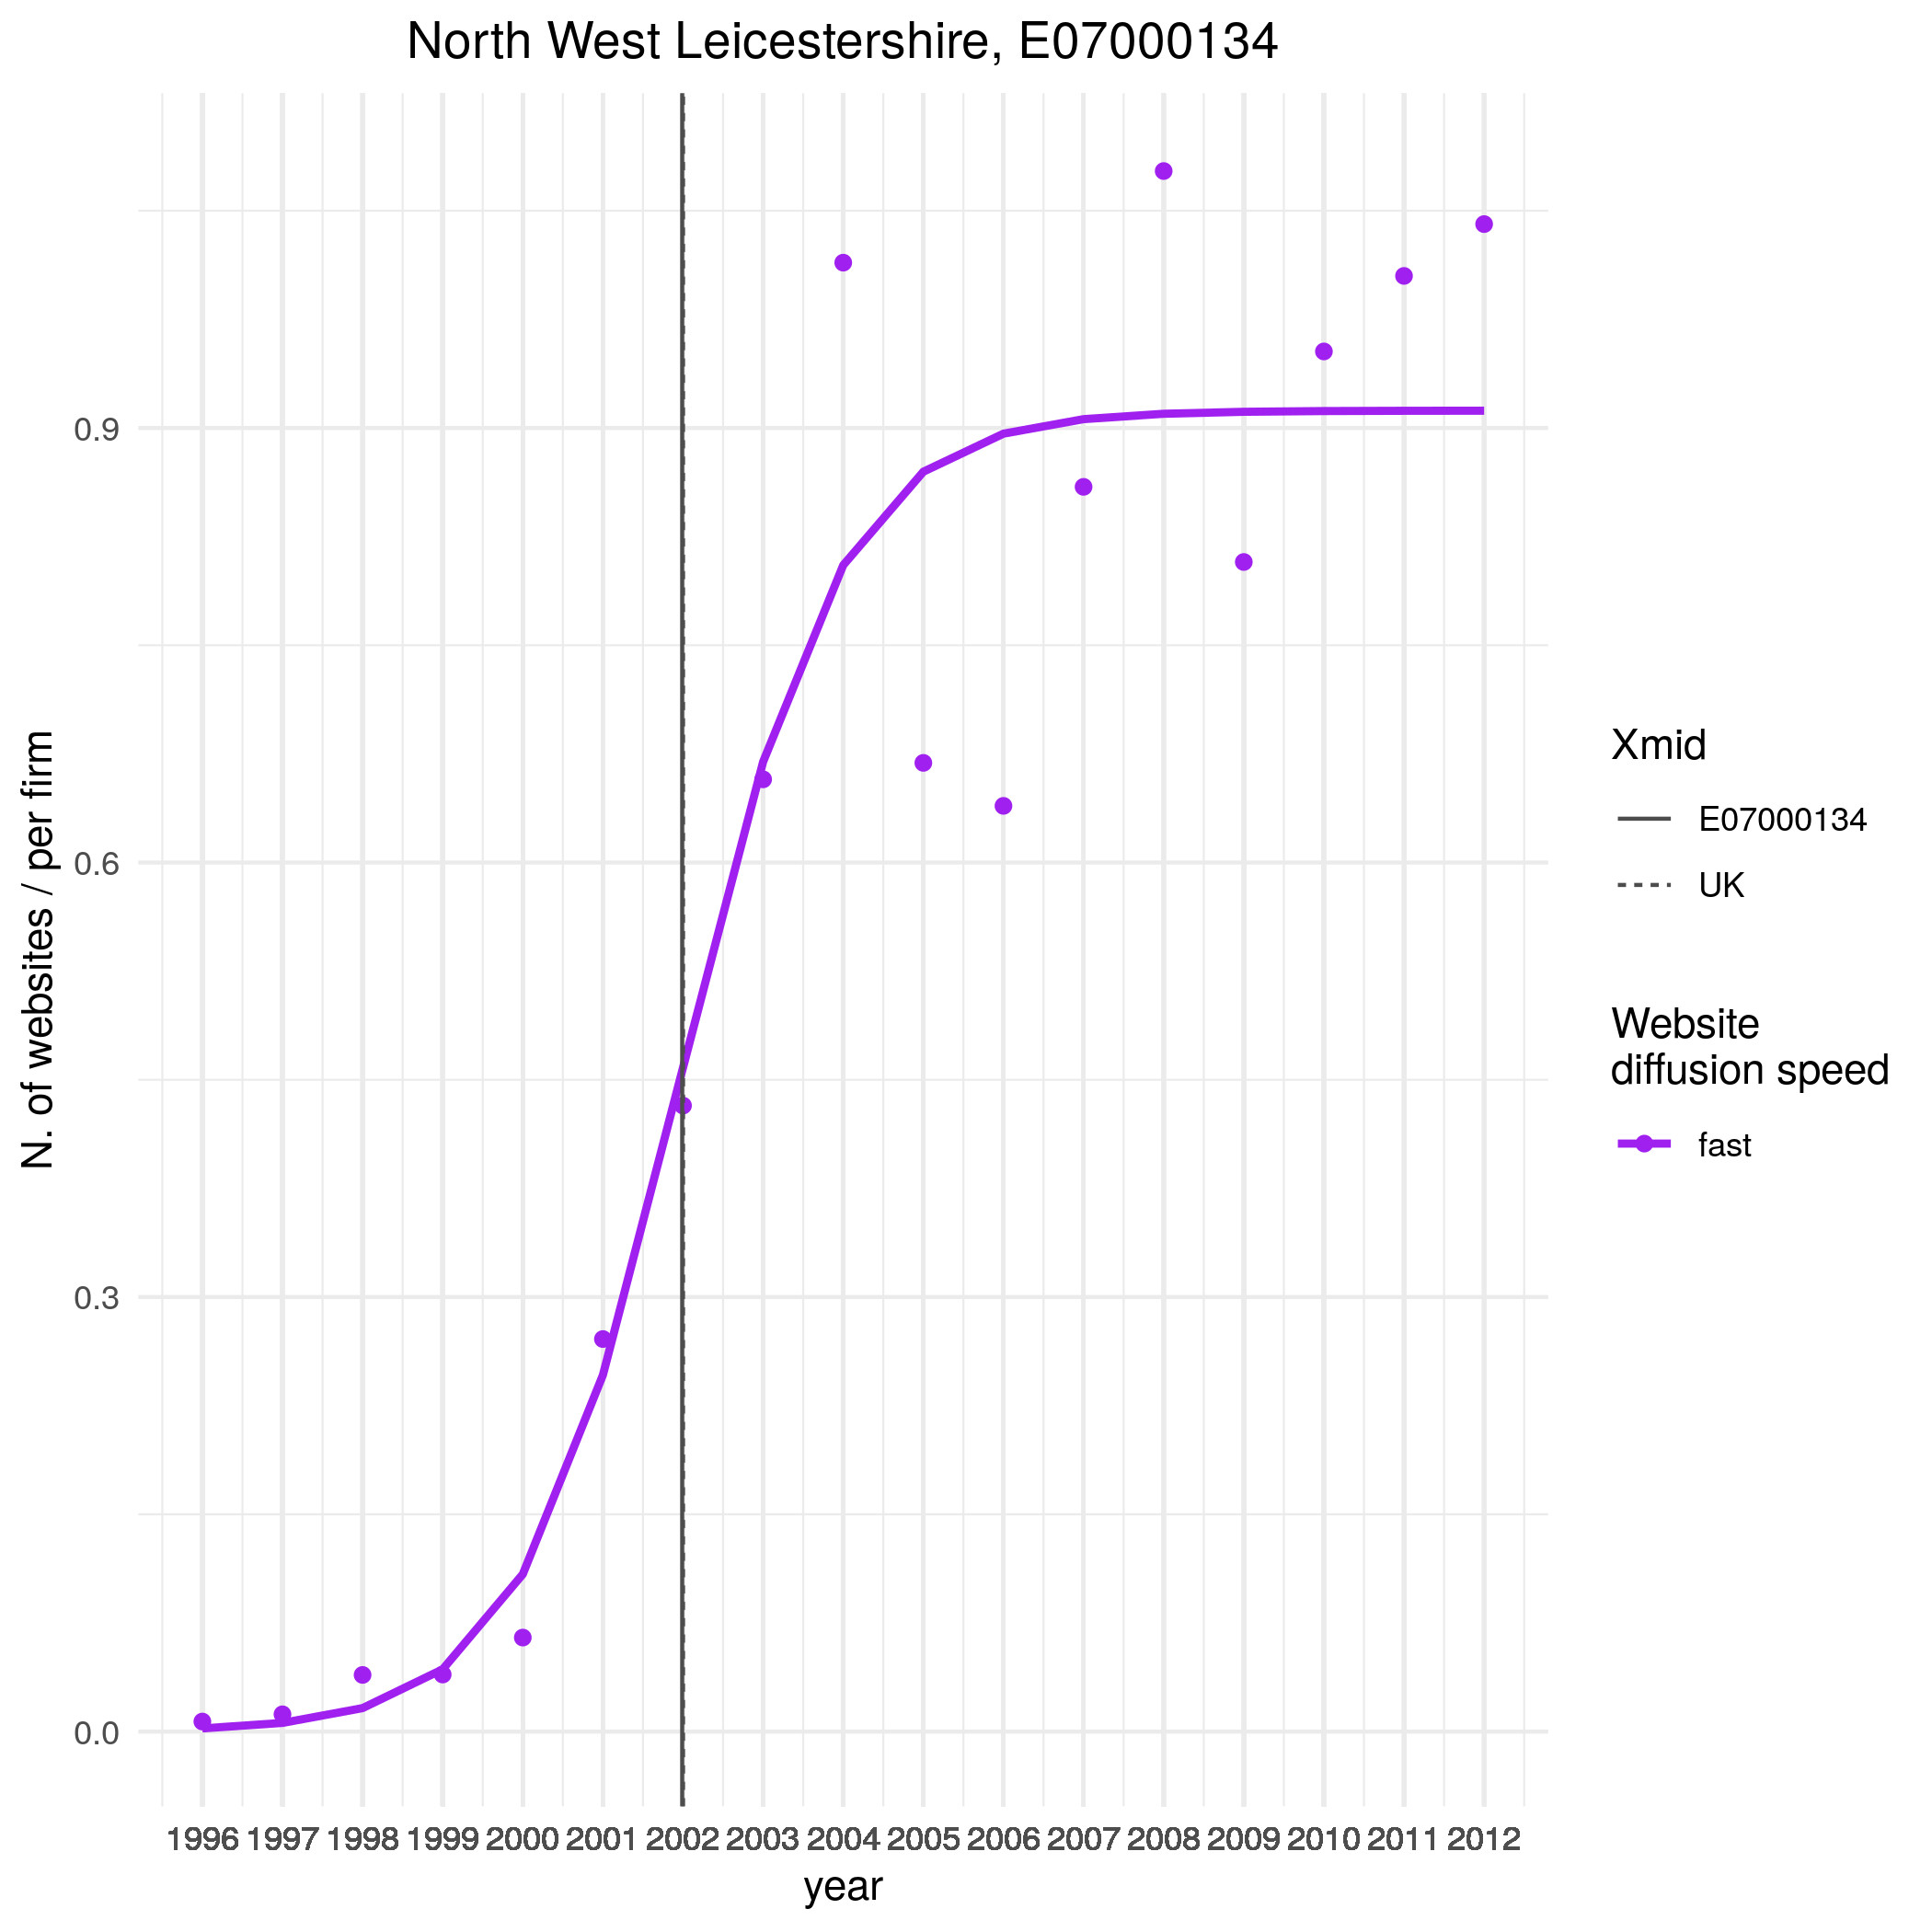 North West Leicestershire, E07000134
N. of websites / per firm
0.9
0.6
0.3
0.0
1996 1997 1998 1999 2000 2001 2002 2003 2004 2005 2006 2007 2008 2009 2010 2011 2012
year
Xmid
E07000134
UK
Website
diffusion speed
fast